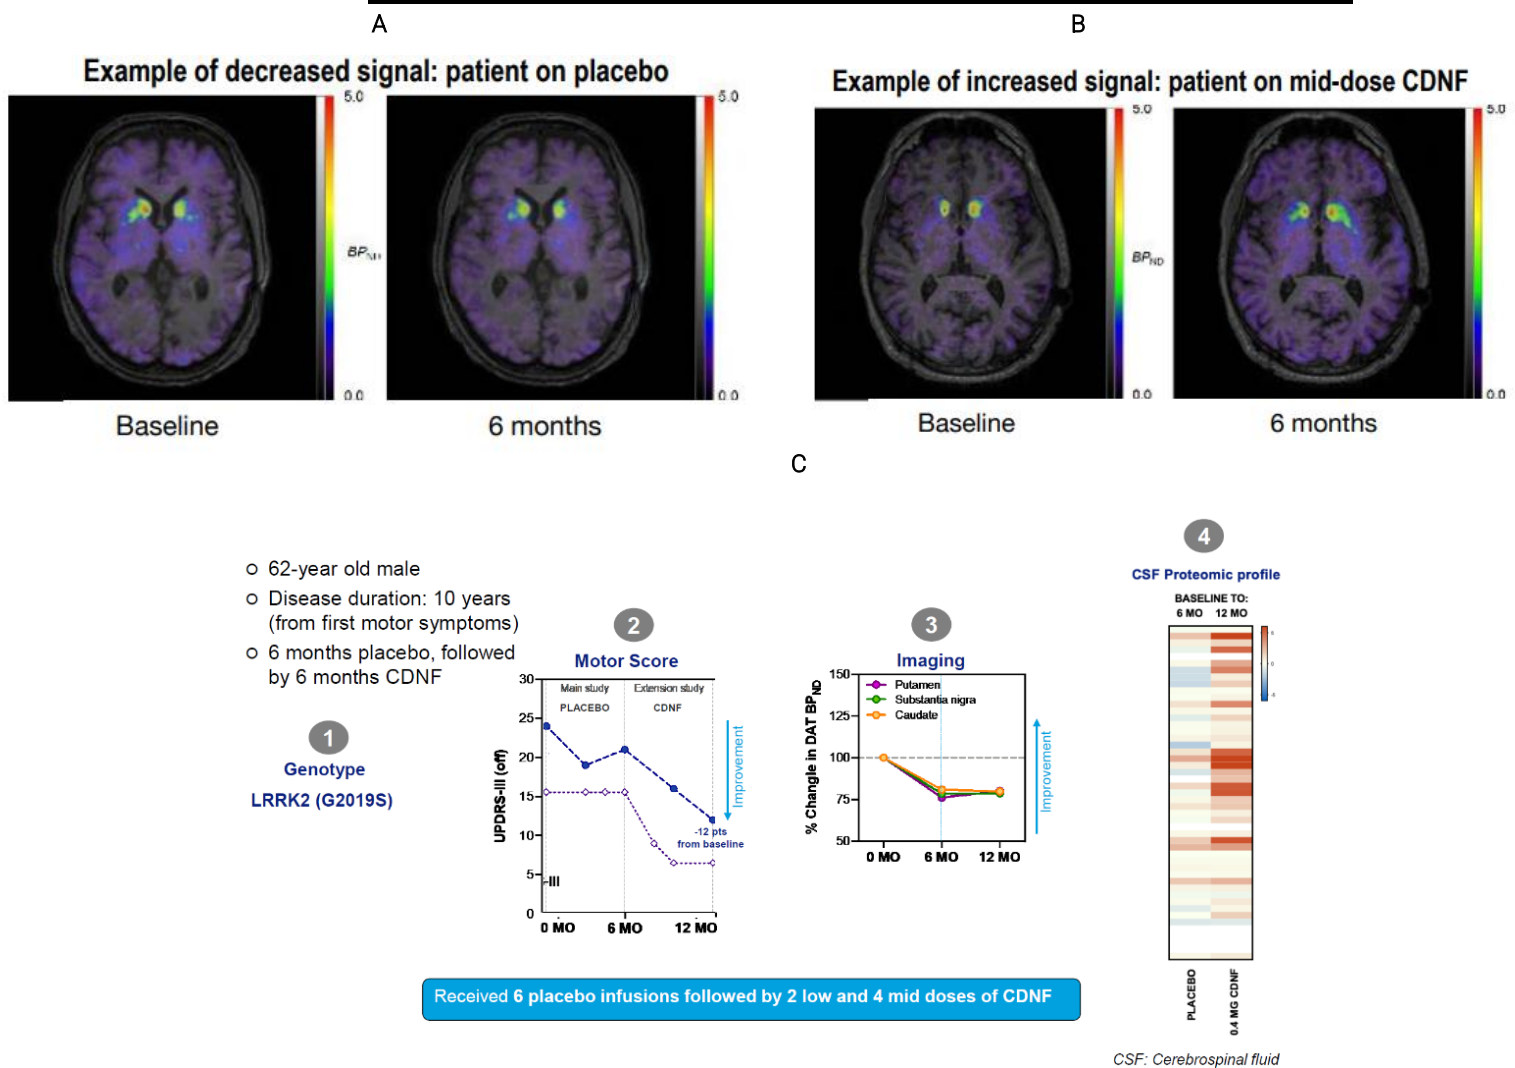 A
B
Example of decreased signal: patient on placebo
Example of increased signal: patient on mid-dose CDNF
5.0
5.0
5.0
5.0
BPND
BPND
0.0
0.0
0.0
0.0
Baseline
6 months
Baseline
6 months
C
62-year old male
Disease duration: 10 years
(from first motor symptoms)
6 months placebo, followed
by 6 months CDNF
1
Genotype
LRRK2 (G2019S)
2
Motor Score
UPDRS-III (off)
30
25
20
15
10
5
0
Main study
PLACEBO
Extension study
CDNF
Improvement
-12 pts
from baseline
-III
0 MO
6 MO
12 MO
3
Imaging
% Change in DAT BPND
150
125
100
75
50
Putamen
Substantia nigra
Caudate
Improvement
0 MO
6 MO
12 MO
4
CSF Proteomic profile
BASELINE TO:
6 MO 12 MO
0
PLACEBO
0.4 MG CDNF
CSF: Cerebrospinal fluid
Received 6 placebo infusions followed by 2 low and 4 mid doses of CDNF